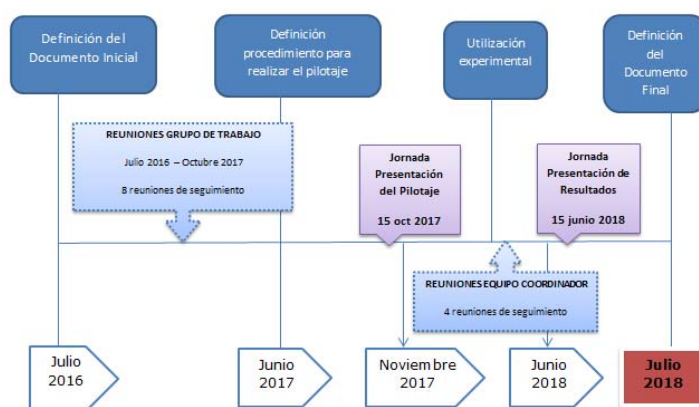 Definición del
Documento Inicial
Definición
procedimiento para
realizar el pilotaje
Utilización
experimental
Definición
del
Documento
Final
REUNIONES GRUPO DE TRABAJO
Julio 2016 – Octubre 2017
8 reuniones de seguimiento
Jornada
Presentación
del Pilotaje
15 oct 2017
Jornada
Presentación de
Resultados
15 junio 2018
REUNIONES EQUIPO COORDINADOR
4 reuniones de seguimiento
Julio
2016
Junio
2017
Noviembre
2017
Junio
2018
Julio
2018